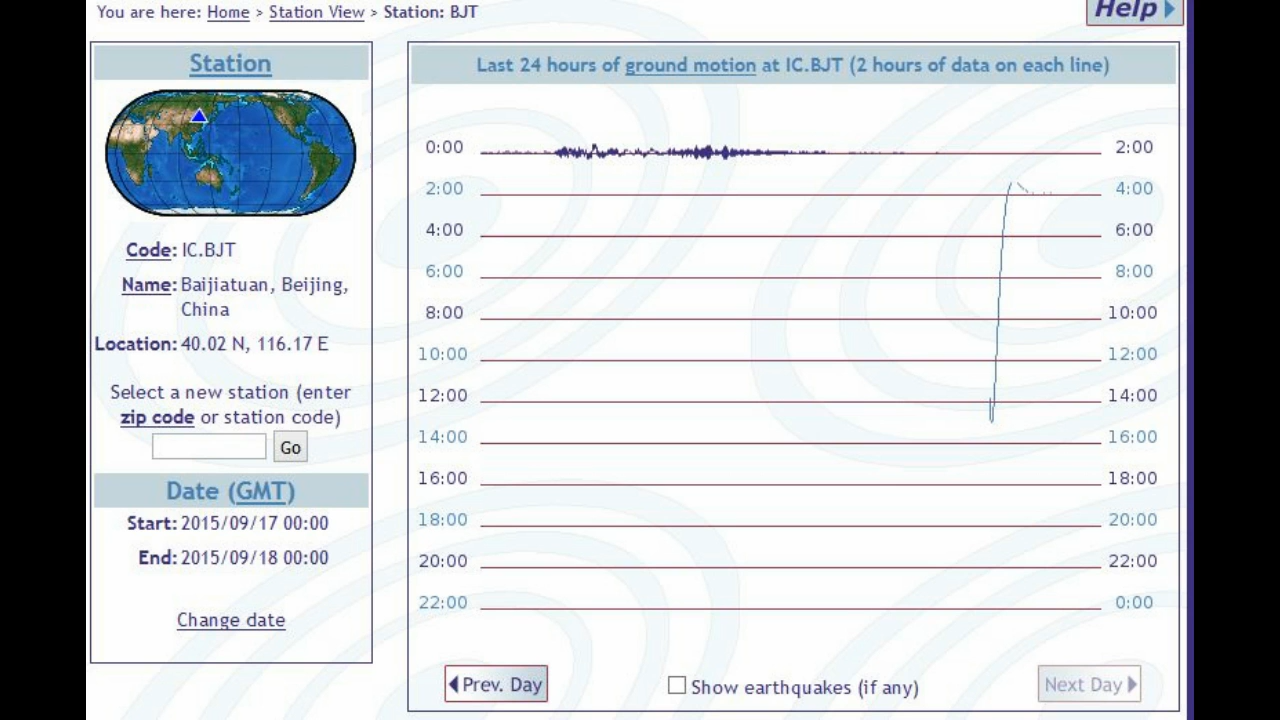 You are here: Home > Station View > Station: BJT
Help
Station
Code: IC.BJT
Name: Baijiatuan, Beijing,
China
Location: 40.02 N, 116.17 E
Select a new station (enter
zip code or station code)
Go
Date (GMT)
Start: 2015/09/17 00:00
End: 2015/09/18 00:00
Change date
Last 24 hours of ground motion at IC.BJT (2 hours of data on each line)
0:00 2:00
2:00 4:00
4:00 6:00
6:00 8:00
8:00 10:00
10:00 12:00
12:00 14:00
14:00 16:00
16:00 18:00
18:00 20:00
20:00 22:00
22:00 0:00
Prev. Day
Show earthquakes (if any)
Next Day